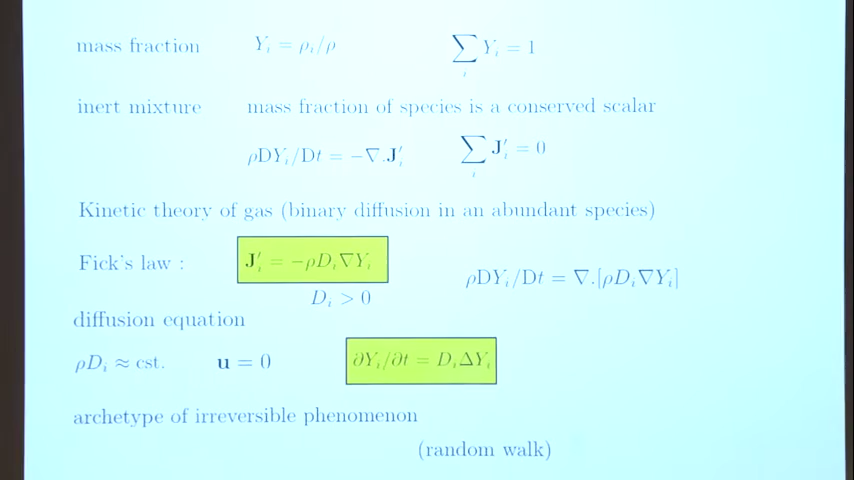 mass fraction Y_i = ρ_i/ρ ∑_i Y_i = 1
inert mixture mass fraction of species is a conserved scalar
ρDY_i/Dt = −∇.J′_i ∑_i J′_i = 0
Kinetic theory of gas (binary diffusion in an abundant species)
Fick's law : J′_i = −ρD_i∇Y_i ρDY_i/Dt = ∇.[ρD_i∇Y_i]
D_i > 0
diffusion equation
ρD_i ≈ cst. u = 0 ∂Y_i/∂t = D_iΔY_i
archetype of irreversible phenomenon
(random walk)